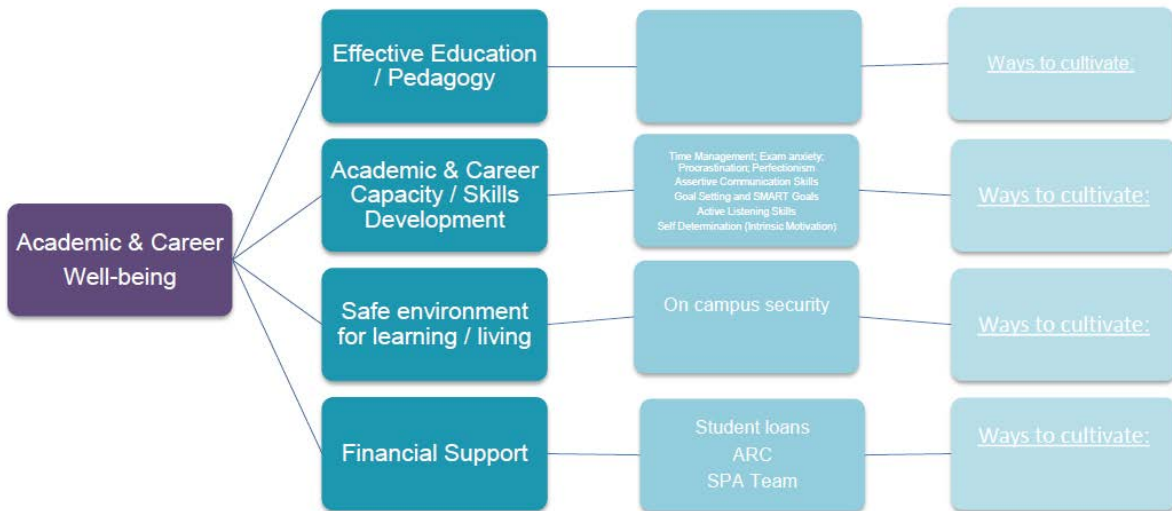 Effective Education
/ Pedagogy
Ways to cultivate:
Academic & Career
Capacity / Skills
Development
Time Management; Exam anxiety;
Procrastination; Perfectionism
Assertive Communication Skills
Goal Setting and SMART Goals
Active Listening Skills
Self Determination (Intrinsic Motivation)
Ways to cultivate:
Academic & Career
Well-being
Safe environment
for learning / living
On campus security
Ways to cultivate:
Financial Support
Student loans
ARC
SPA Team
Ways to cultivate: